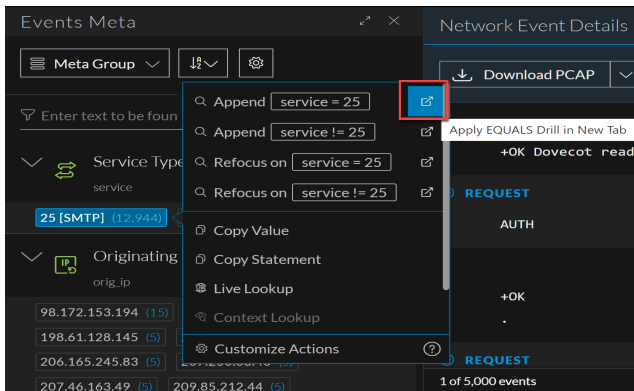 Events Meta
Meta Group
Enter text to be foun
Service Type
service
25 [SMTP] (12,944)
Originating
orig_ip
98.172.153.194 (15)
198.61.128.145 (5)
206.165.245.83 (5)
207.46.163.49 (5) 209.85.212.44 (5)
Append service = 25
Append service != 25
Refocus on service = 25
Refocus on service != 25
Copy Value
Copy Statement
Live Lookup
Context Lookup
Customize Actions
Network Event Details
Download PCAP
Apply EQUALS Drill in New Tab
+OK Dovecot read
REQUEST
AUTH
+OK
.
REQUEST
1 of 5,000 events